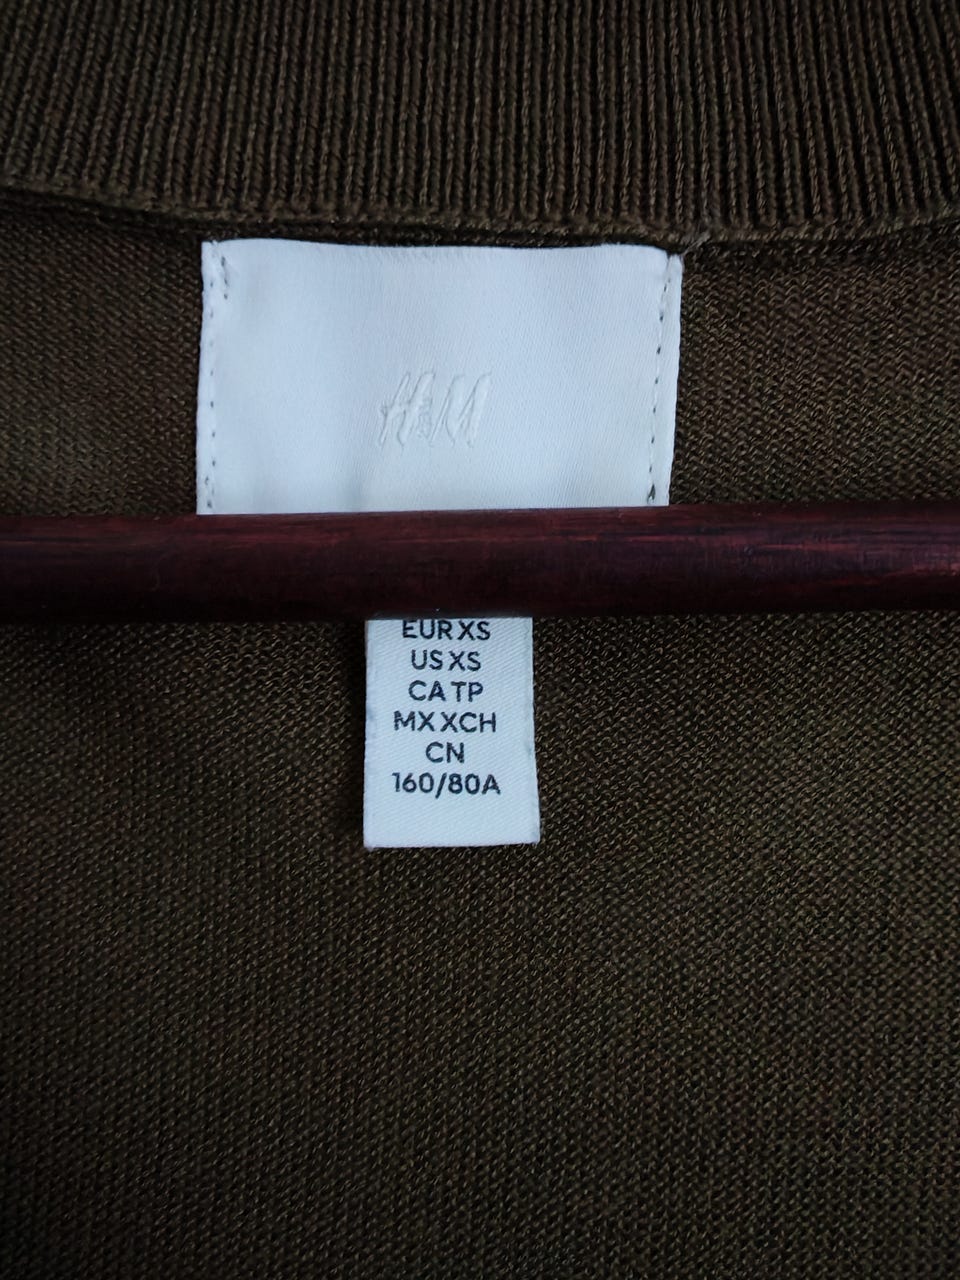 H&M
EUR XS
US XS
CA TP
MX XCH
CN
160/80A